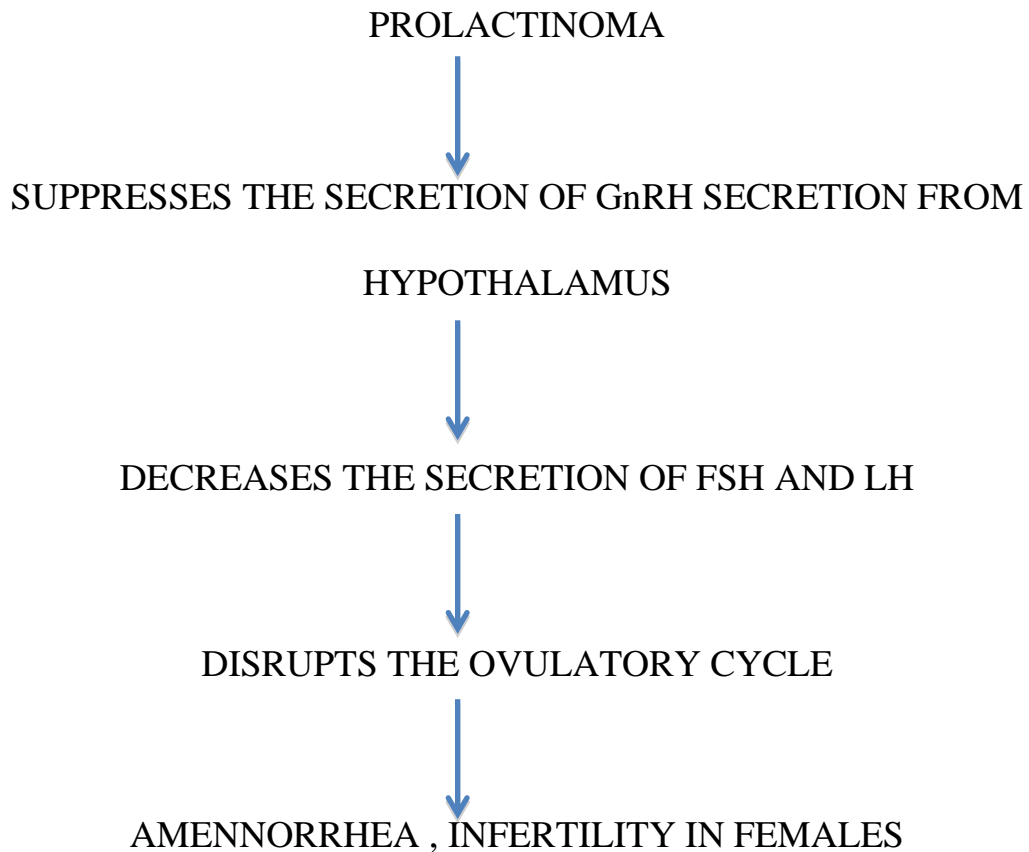 PROLACTINOMA
SUPPRESSES THE SECRETION OF GnRH SECRETION FROM
HYPOTHALAMUS
DECREASES THE SECRETION OF FSH AND LH
DISRUPTS THE OVULATORY CYCLE
AMENNORRHEA , INFERTILITY IN FEMALES